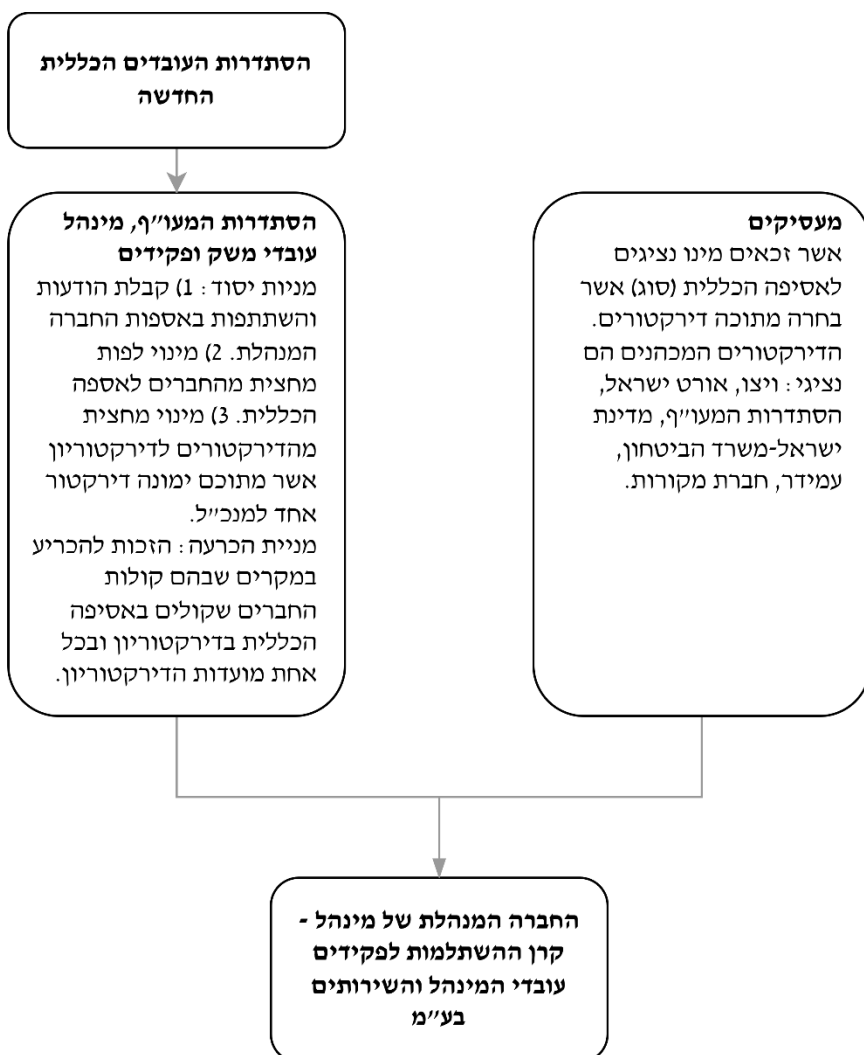 הסתדרות העובדים הכללית
החדשה
הסתדרות המעו"ף, מינהל
עובדי משק ופקידים
מניות יסוד: 1) קבלת הודעות
והשתתפות באספות החברה
המנהלת. 2) מינוי לפות
מחצית מהחברים לאספה
הכללית. 3) מינוי מחצית
מהדירקטורים לדירקטוריון
אשר מתוכם ימונה דירקטור
אחד למנכ"ל.
מניית הכרעה: הזכות להכריע
במקרים שבהם קולות
החברים שקולים באסיפה
הכללית בדירקטוריון ובכל
אחת מועדות הדירקטוריון.
מעסיקים
אשר זכאים מינו נציגים
לאסיפה הכללית (סוג) אשר
בחרה מתוכה דירקטורים.
הדירקטורים המכהנים הם
נציגי: ויצו, אורט ישראל,
הסתדרות המעו"ף, מדינת
ישראל-משרד הביטחון,
עמידר, חברת מקורות.
החברה המנהלת של מינהל -
קרן ההשתלמות לפקידים
עובדי המינהל והשירותים
בע"מ